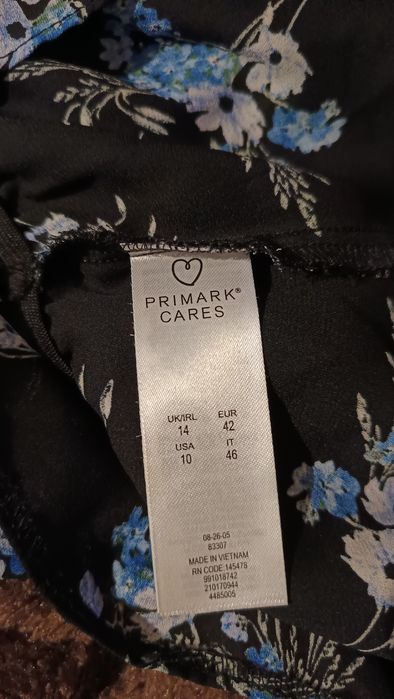 PRIMARK®
CARES
UK/IRL EUR
14 42
USA IT
10 46
08-26-05
83307
MADE IN VIETNAM
RN CODE:145478
991018742
210170944
4485005